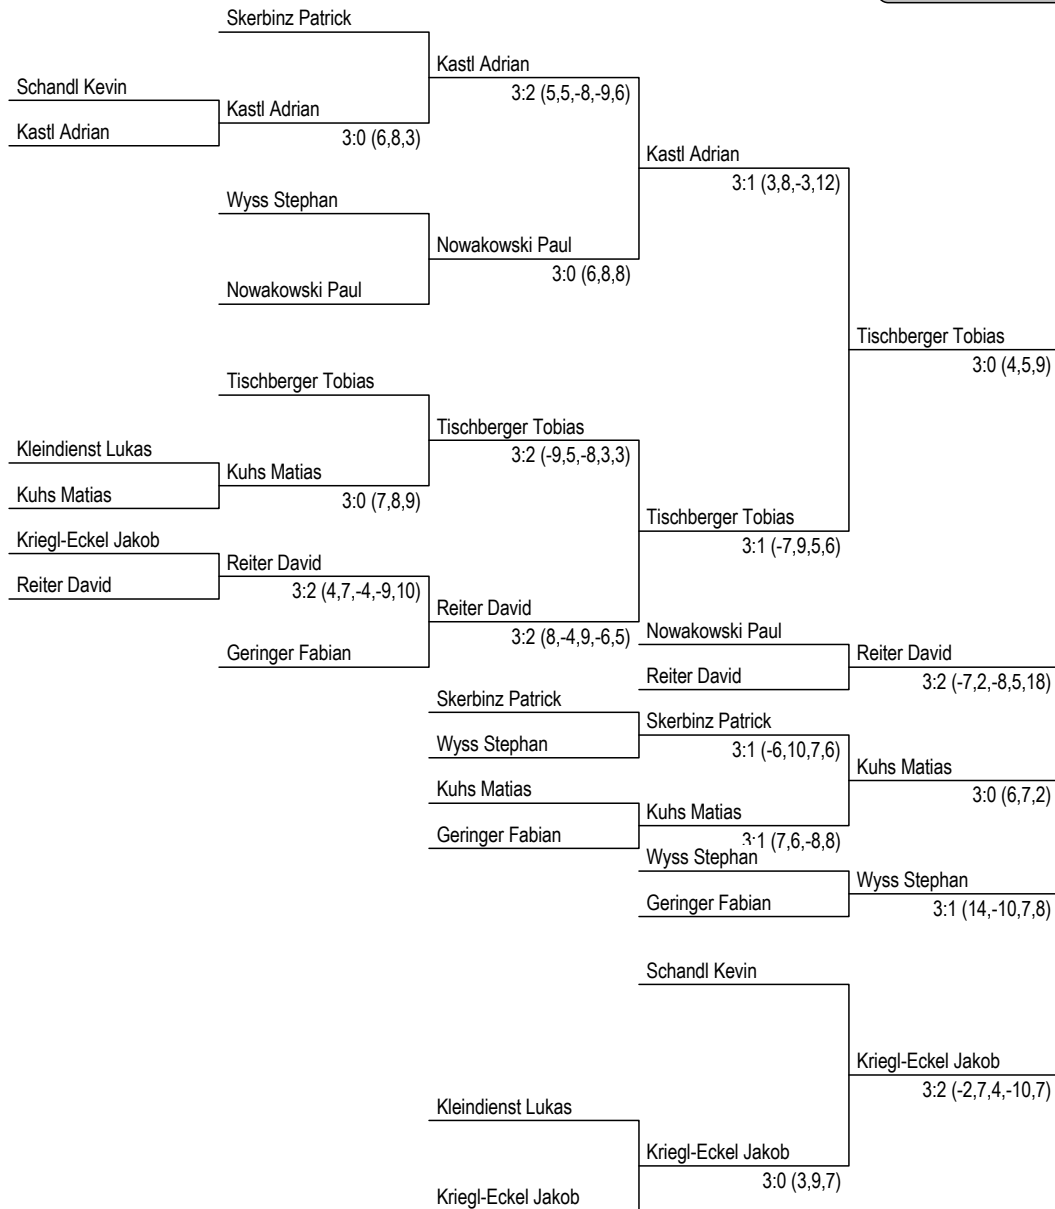 Skerbinz Patrick
Kastl Adrian
3:2 (5,5,-8,-9,6)
Schandl Kevin
Kastl Adrian
3:0 (6,8,3)
Kastl Adrian
Kastl Adrian
3:1 (3,8,-3,12)
Wyss Stephan
Nowakowski Paul
3:0 (6,8,8)
Nowakowski Paul
Tischberger Tobias
3:0 (4,5,9)
Tischberger Tobias
Tischberger Tobias
3:2 (-9,5,-8,3,3)
Kleindienst Lukas
Kuhs Matias
3:0 (7,8,9)
Kuhs Matias
Tischberger Tobias
3:1 (-7,9,5,6)
Kriegl-Eckel Jakob
Reiter David
3:2 (4,7,-4,-9,10)
Reiter David
Reiter David
3:2 (8,-4,9,-6,5)
Geringer Fabian
Nowakowski Paul
Reiter David
3:2 (-7,2,-8,5,18)
Reiter David
Skerbinz Patrick
Skerbinz Patrick
3:1 (-6,10,7,6)
Wyss Stephan
Kuhs Matias
3:0 (6,7,2)
Kuhs Matias
Kuhs Matias
3:1 (7,6,-8,8)
Geringer Fabian
Wyss Stephan
Wyss Stephan
3:1 (14,-10,7,8)
Geringer Fabian
Schandl Kevin
Kriegl-Eckel Jakob
3:2 (-2,7,4,-10,7)
Kleindienst Lukas
Kriegl-Eckel Jakob
3:0 (3,9,7)
Kriegl-Eckel Jakob